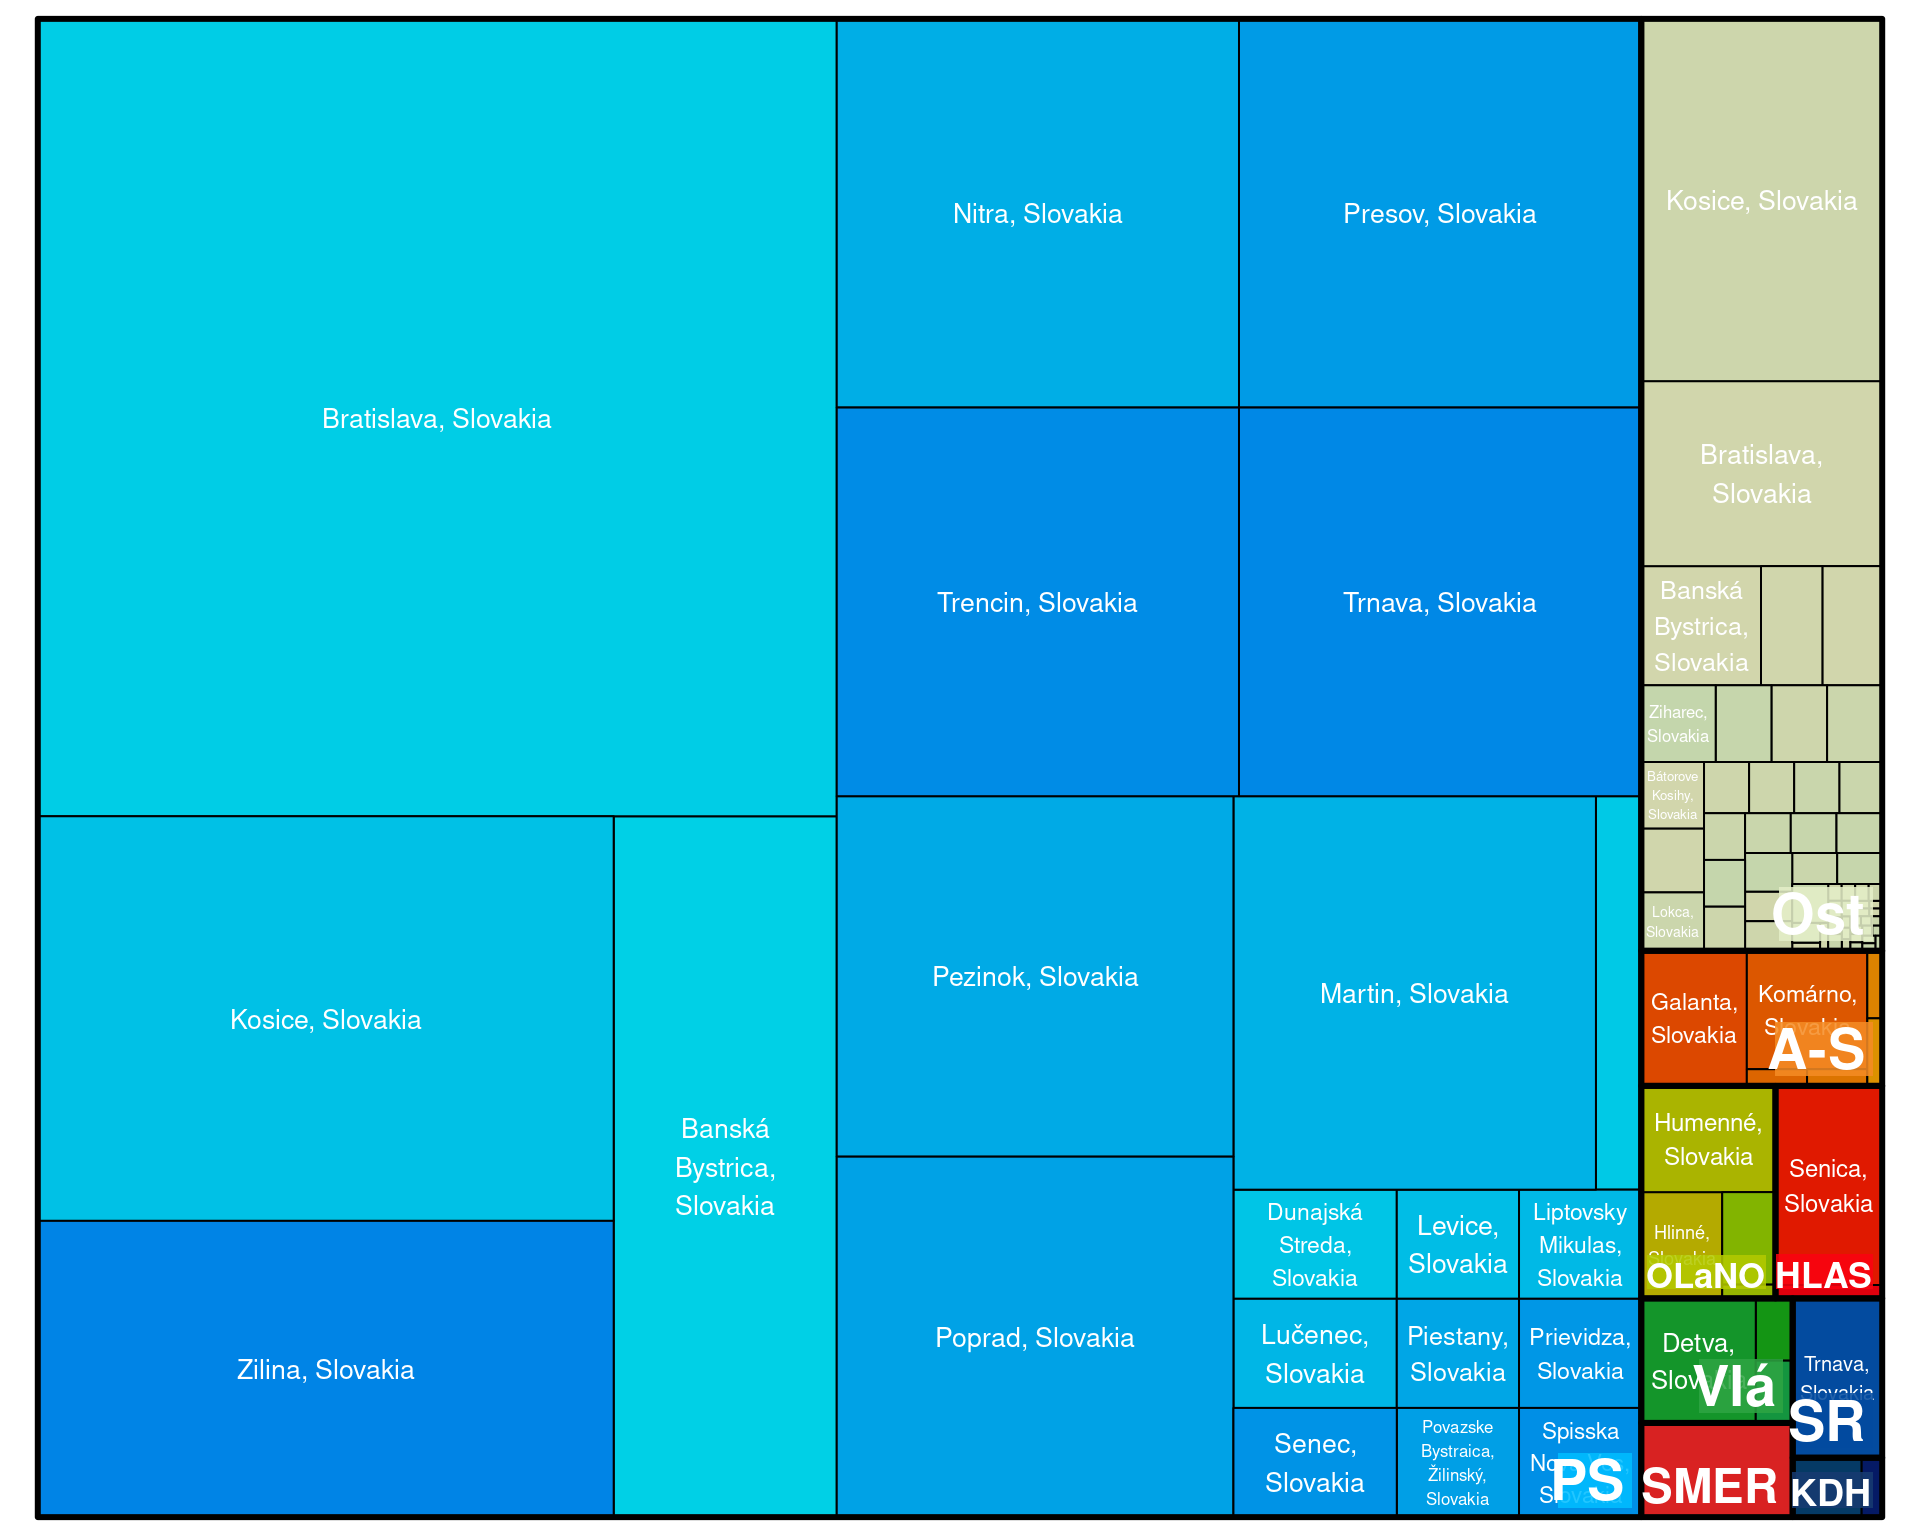 Bratislava, Slovakia
Nitra, Slovakia
Presov, Slovakia
Trencin, Slovakia
Trnava, Slovakia
Kosice, Slovakia
Zilina, Slovakia
Banská
Bystrica,
Slovakia
Pezinok, Slovakia
Poprad, Slovakia
Martin, Slovakia
Dunajská
Streda,
Slovakia
Levice,
Slovakia
Liptovsky
Mikulas,
Slovakia
Lučenec,
Slovakia
Piestany,
Slovakia
Prievidza,
Slovakia
Senec,
Slovakia
Povazske
Bystraica,
Žilinský,
Slovakia
Spisska
PS
Kosice, Slovakia
Bratislava,
Slovakia
Banská
Bystrica,
Slovakia
Ziharec,
Slovakia
Bátorove
Kosihy,
Slovakia
Lokca,
Slovakia
Ost
Galanta,
Slovakia
Komárno,
Slovakia
A-S
Humenné,
Slovakia
Hlinné,
Slovakia
OLaNO
Senica,
Slovakia
HLAS
Detva,
Slovakia
Vlá
Trnava,
Slovakia
SR
SMER
KDH